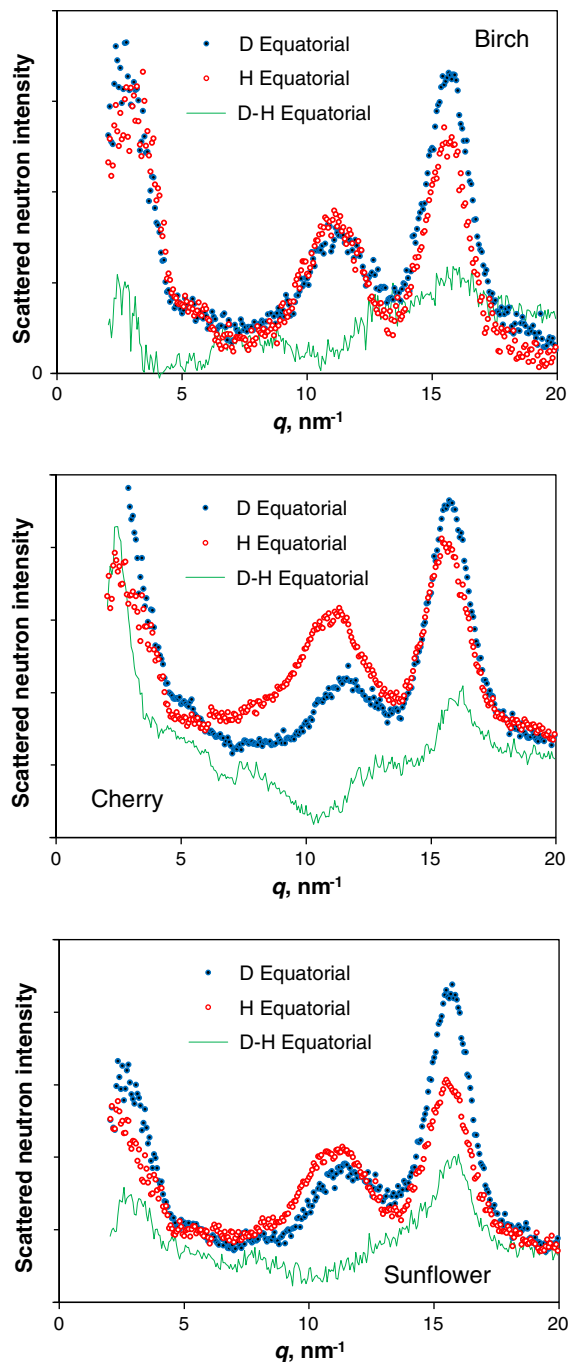 Birch
D Equatorial
H Equatorial
D-H Equatorial
Scattered neutron intensity
0
0 5 10 15 20
q, nm-1
D Equatorial
H Equatorial
D-H Equatorial
Scattered neutron intensity
Cherry
0 5 10 15 20
q, nm-1
D Equatorial
H Equatorial
D-H Equatorial
Scattered neutron intensity
Sunflower
0 5 10 15 20
q, nm-1